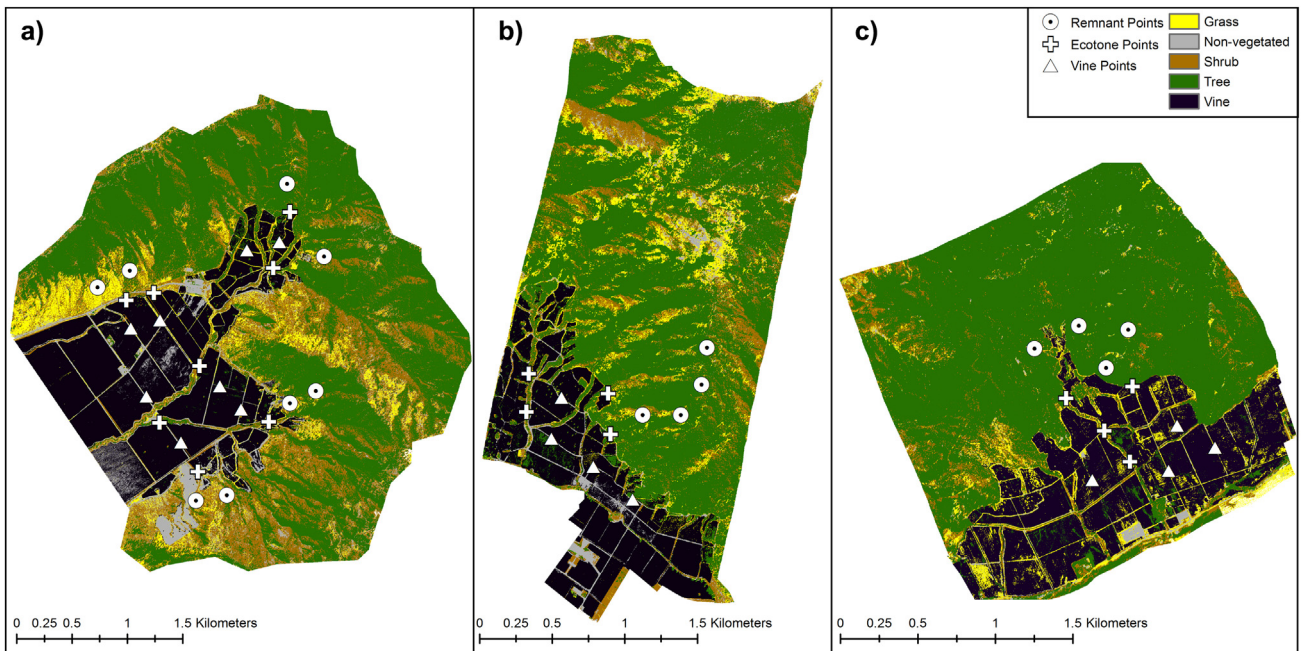 a)
b)
c)
Remnant Points
Ecotone Points
Vine Points
Grass
Non-vegetated
Shrub
Tree
Vine
0 0.25 0.5 1 1.5 Kilometers
0 0.25 0.5 1 1.5 Kilometers
0 0.25 0.5 1 1.5 Kilometers